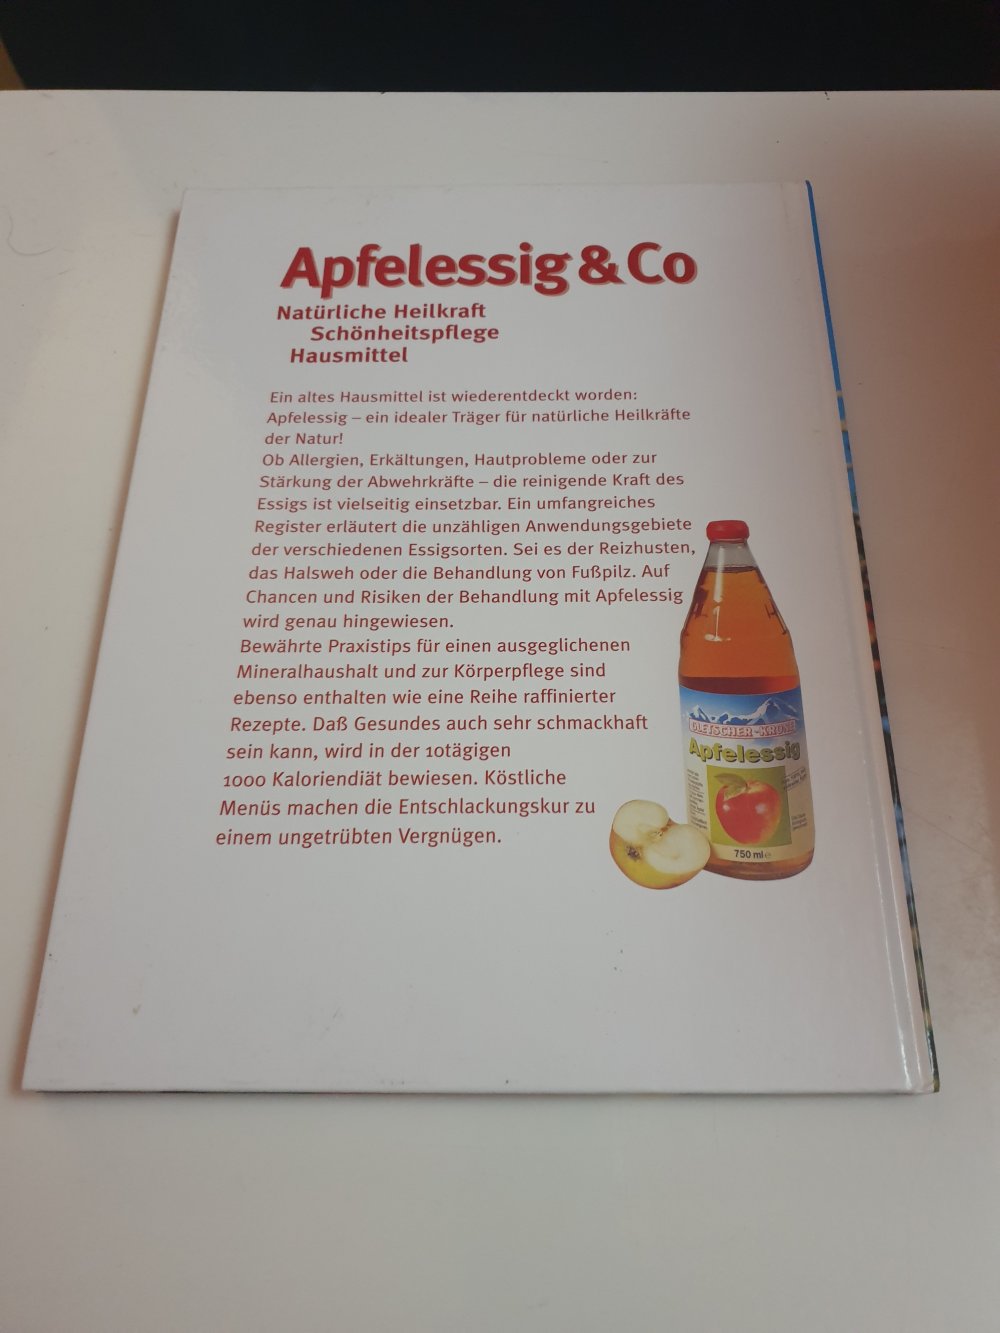 Apfelessig & Co
Natürliche Heilkraft
Schönheitspflege
Hausmittel
Ein altes Hausmittel ist wiederentdeckt worden:
Apfelessig – ein idealer Träger für natürliche Heilkräfte
der Natur!
Ob Allergien, Erkältungen, Hautprobleme oder zur
Stärkung der Abwehrkräfte – die reinigende Kraft des
Essigs ist vielseitig einsetzbar. Ein umfangreiches
Register erläutert die unzähligen Anwendungsgebiete
der verschiedenen Essigsorten. Sei es der Reizhusten,
das Halsweh oder die Behandlung von Fußpilz. Auf
Chancen und Risiken der Behandlung mit Apfelessig
wird genau hingewiesen.
Bewährte Praxistips für einen ausgeglichenen
Mineralhaushalt und zur Körperpflege sind
ebenso enthalten wie eine Reihe raffinierter
Rezepte. Daß Gesundes auch sehr schmackhaft
sein kann, wird in der 10tägigen
1000 Kaloriendiät bewiesen. Köstliche
Menüs machen die Entschlackungskur zu
einem ungetrübten Vergnügen.
GLETSCHER-KRONE
Apfelessig
750 ml e